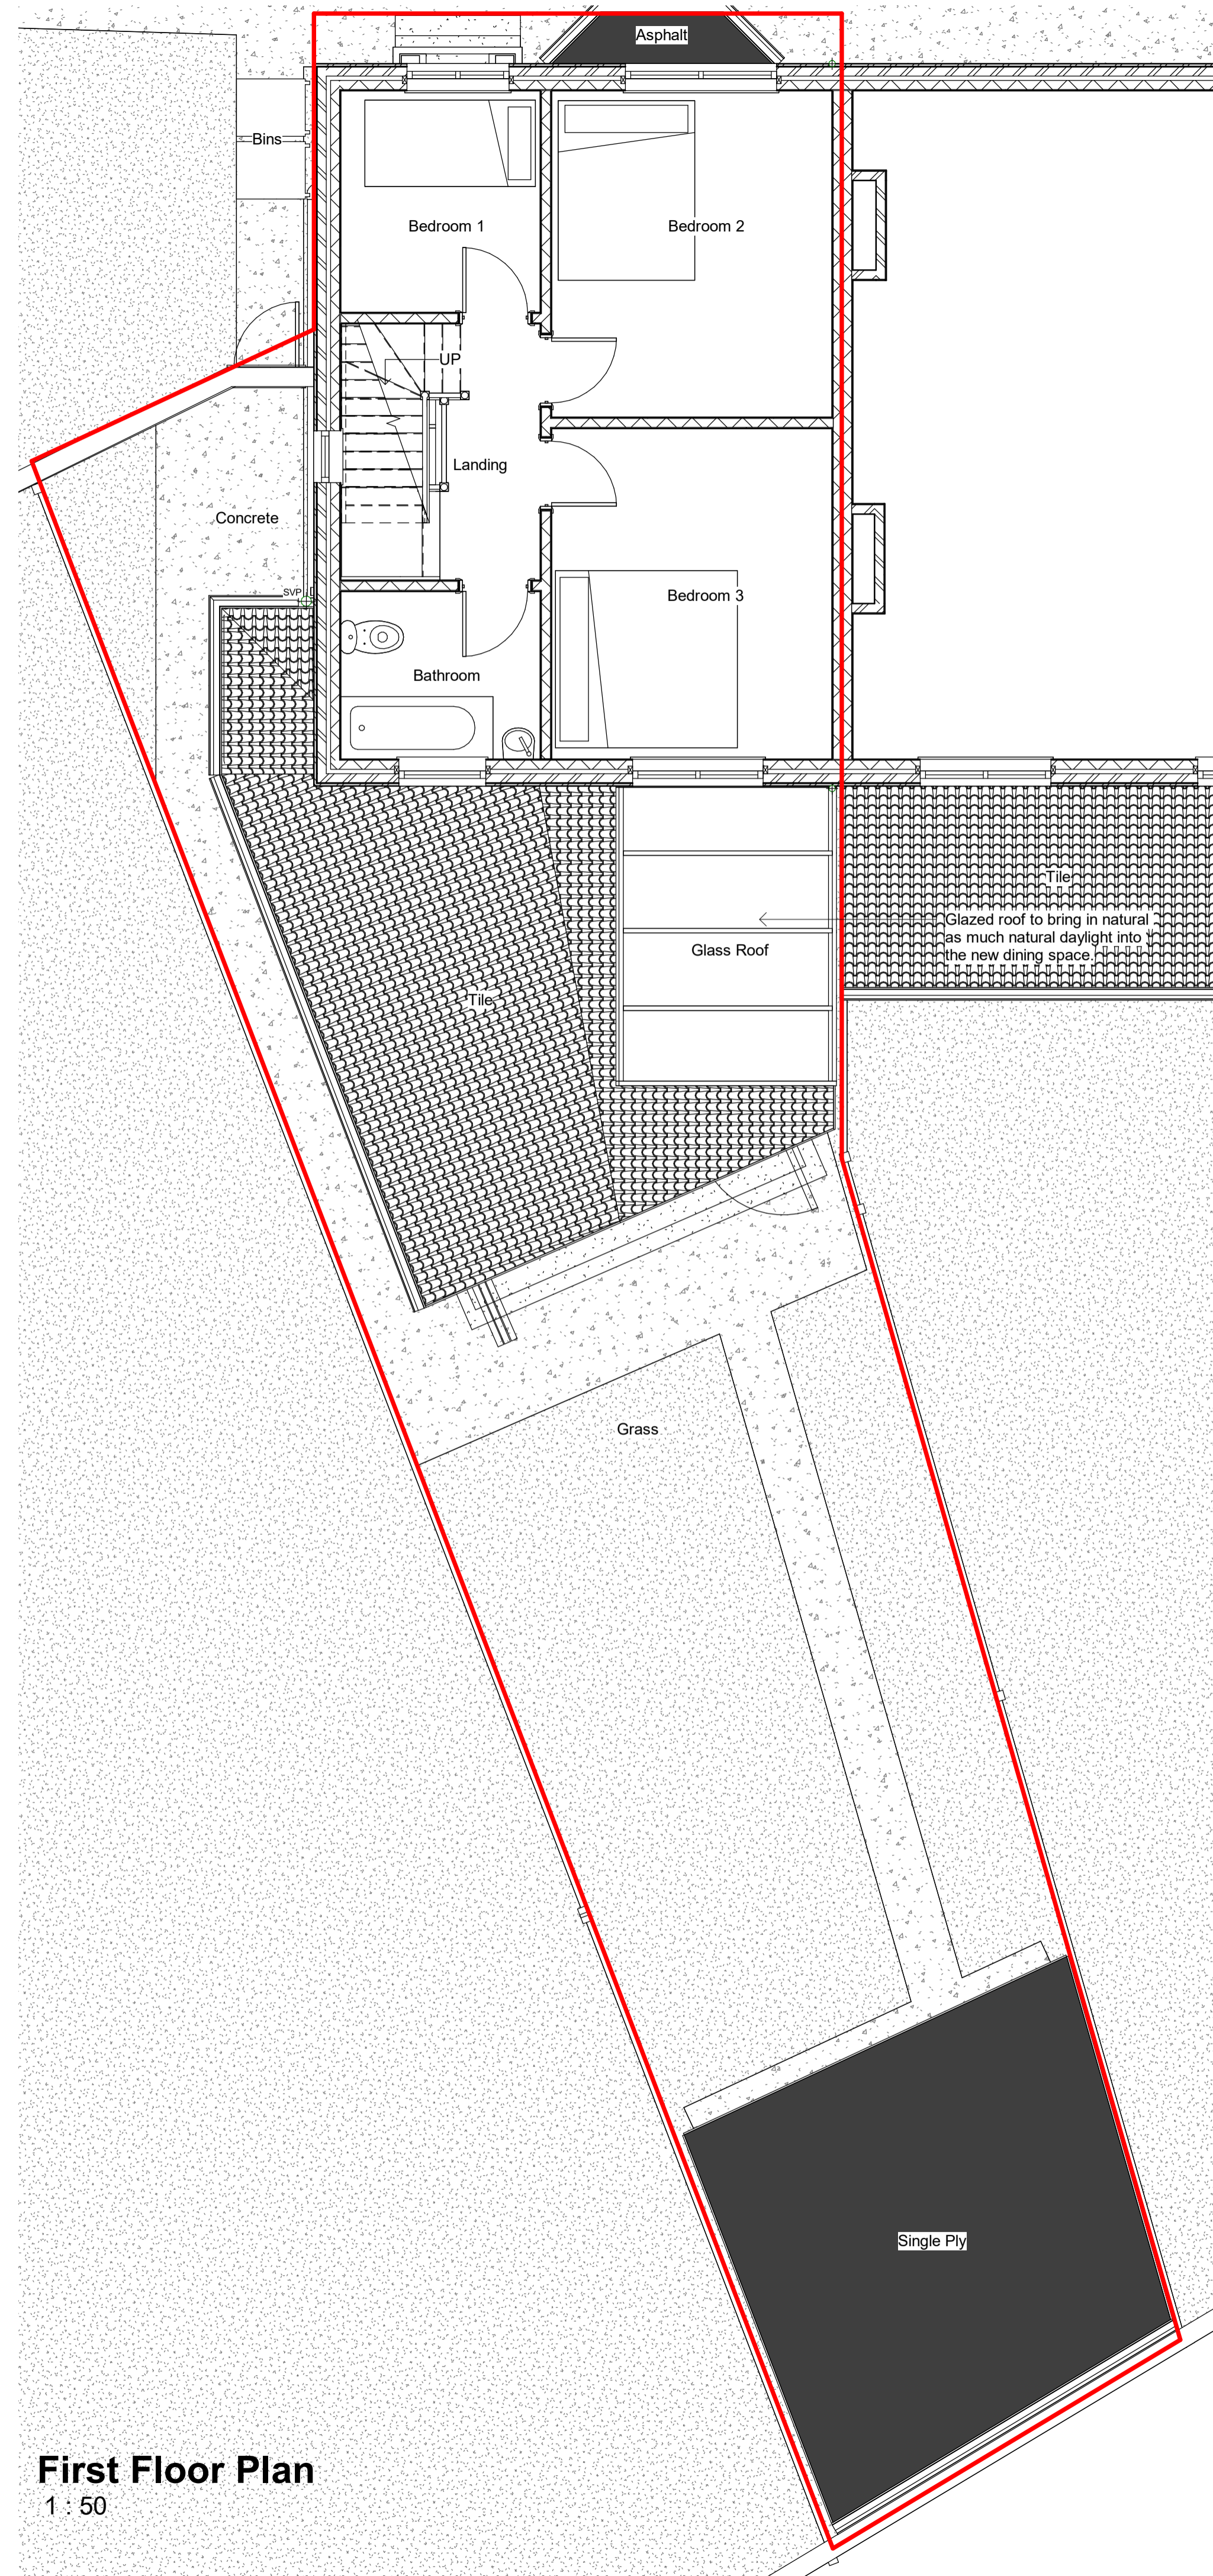 Asphalt
Bins
Bedroom 1
Bedroom 2
UP
Landing
Concrete
SVP
Bedroom 3
Bathroom
Tile
Glazed roof to bring in natural
as much natural daylight into
the new dining space.
Glass Roof
Tile
Grass
Single Ply
First Floor Plan
1 : 50